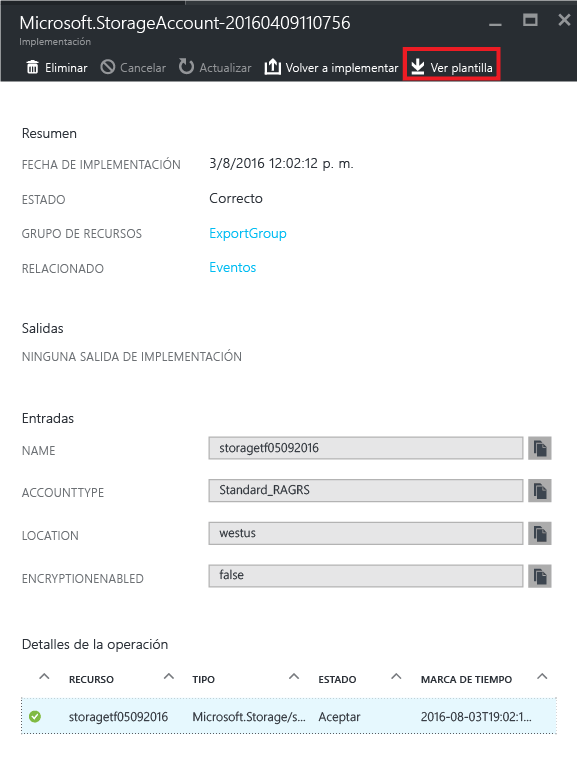 Microsoft.StorageAccount-20160409110756
Implementación
Eliminar Cancelar Actualizar Volver a implementar Ver plantilla
Resumen
FECHA DE IMPLEMENTACIÓN 3/8/2016 12:02:12 p. m.
ESTADO Correcto
GRUPO DE RECURSOS ExportGroup
RELACIONADO Eventos
Salidas
NINGUNA SALIDA DE IMPLEMENTACIÓN
Entradas
NAME storagetf05092016
ACCOUNTTYPE Standard_RAGRS
LOCATION westus
ENCRYPTIONENABLED false
Detalles de la operación
RECURSO TIPO ESTADO MARCA DE TIEMPO
storagetf05092016 Microsoft.Storage/s... Aceptar 2016-08-03T19:02:1...